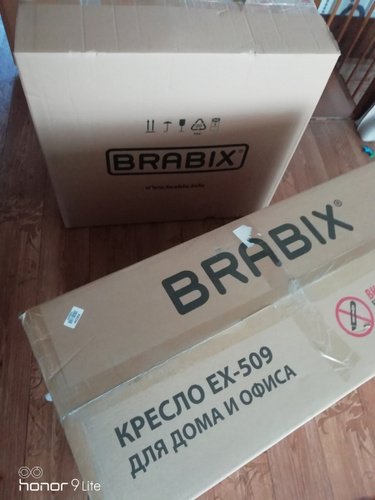 BRABIX®
BRABIX®
КРЕСЛО EX-509
ДЛЯ ДОМА И ОФИСА
honor 9 Lite